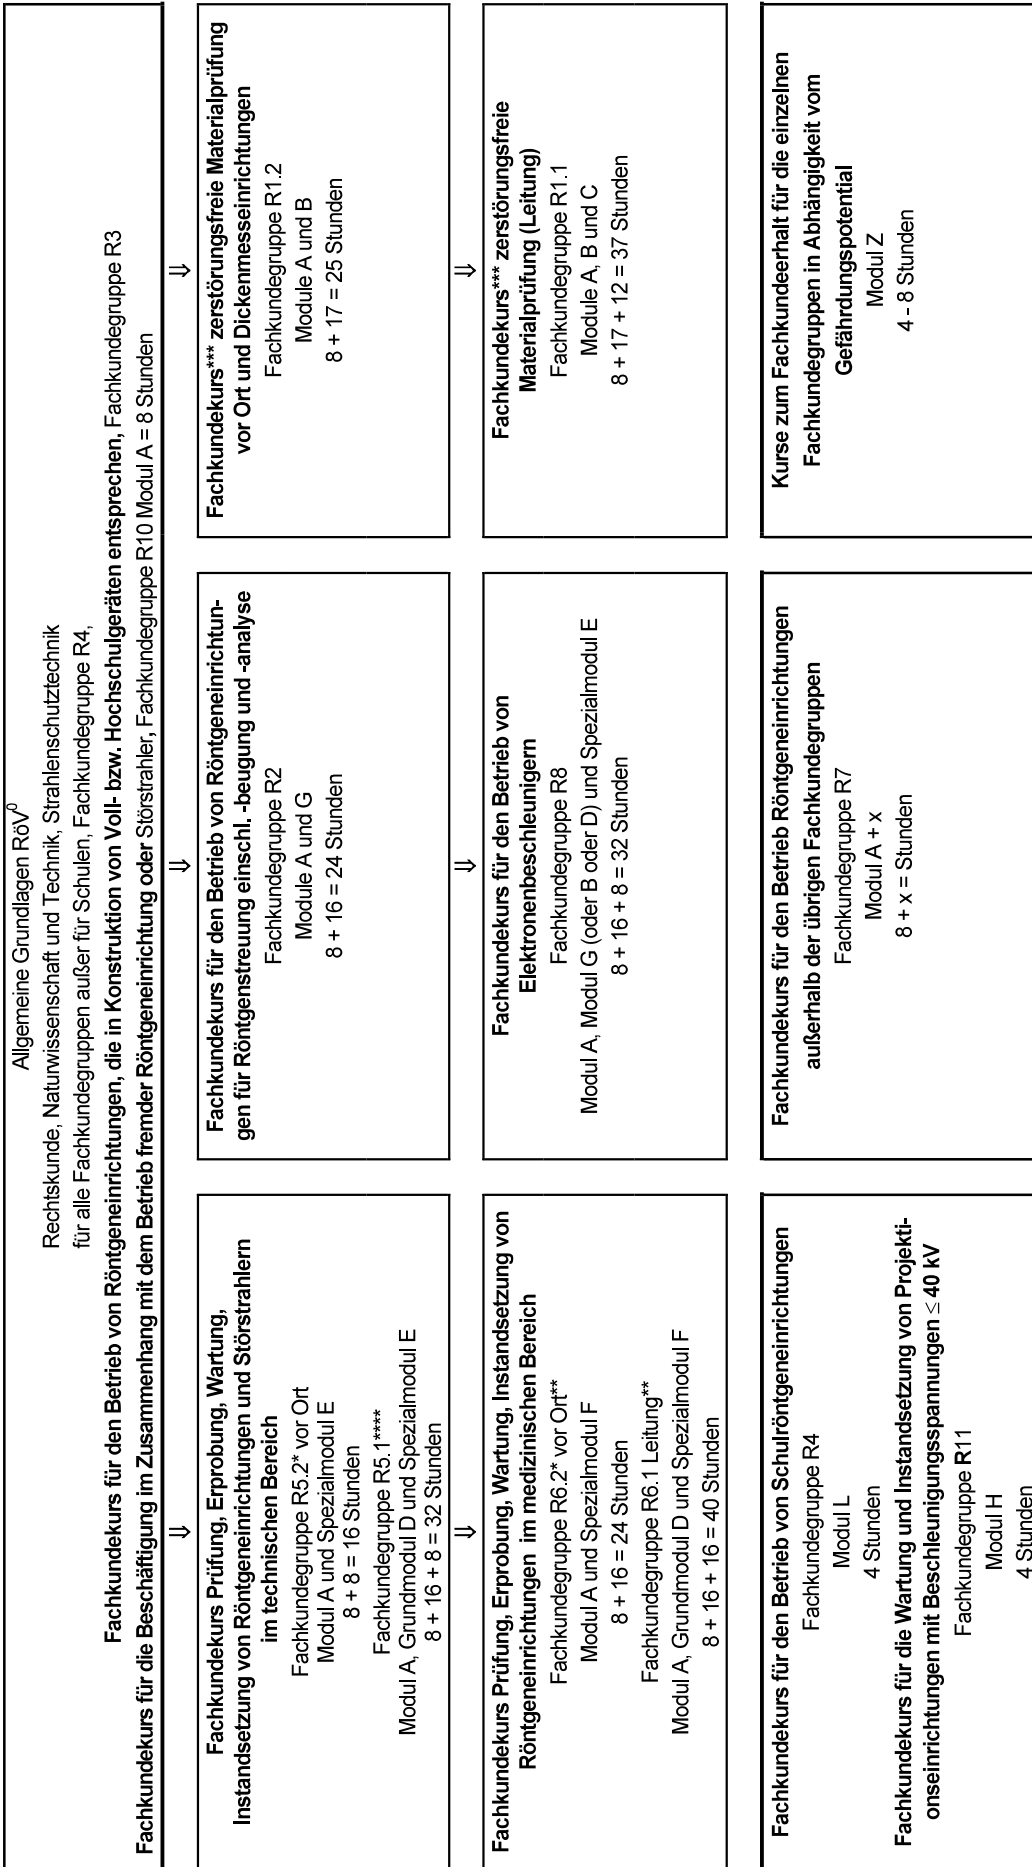 Allgemeine Grundlagen RöV⁰
Rechtskunde, Naturwissenschaft und Technik, Strahlenschutztechnik
für alle Fachkundegruppen außer für Schulen, Fachkundegruppe R4,
Fachkundekurs für den Betrieb von Röntgeneinrichtungen, die in Konstruktion von Voll- bzw. Hochschulgeräten entsprechen, Fachkundegruppe R3
Fachkundekurs für die Beschäftigung im Zusammenhang mit dem Betrieb fremder Röntgeneinrichtung oder Störstrahler, Fachkundegruppe R10 Modul A = 8 Stunden
⇓ ⇓ ⇓
Fachkundekurs Prüfung, Erprobung, Wartung,
Instandsetzung von Röntgeneinrichtungen und Störstrahlern
im technischen Bereich
Fachkundegruppe R5.2* vor Ort
Modul A und Spezialmodul E
8 + 8 = 16 Stunden
Fachkundegruppe R5.1****
Modul A, Grundmodul D und Spezialmodul E
8 + 16 + 8 = 32 Stunden
Fachkundekurs für den Betrieb von Röntgeneinrichtun-
gen für Röntgenstreuung einschl. -beugung und -analyse
Fachkundegruppe R2
Module A und G
8 + 16 = 24 Stunden
Fachkundekurs*** zerstörungsfreie Materialprüfung
vor Ort und Dickenmesseinrichtungen
Fachkundegruppe R1.2
Module A und B
8 + 17 = 25 Stunden
⇓ ⇓ ⇓
Fachkundekurs Prüfung, Erprobung, Wartung, Instandsetzung von
Röntgeneinrichtungen im medizinischen Bereich
Fachkundegruppe R6.2* vor Ort**
Modul A und Spezialmodul F
8 + 16 = 24 Stunden
Fachkundegruppe R6.1 Leitung**
Modul A, Grundmodul D und Spezialmodul F
8 + 16 + 16 = 40 Stunden
Fachkundekurs für den Betrieb von
Elektronenbeschleunigern
Fachkundegruppe R8
Modul A, Modul G (oder B oder D) und Spezialmodul E
8 + 16 + 8 = 32 Stunden
Fachkundekurs*** zerstörungsfreie
Materialprüfung (Leitung)
Fachkundegruppe R1.1
Module A, B und C
8 + 17 + 12 = 37 Stunden
Fachkundekurs für den Betrieb von Schulröntgeneinrichtungen
Fachkundegruppe R4
Modul L
4 Stunden
Fachkundekurs für die Wartung und Instandsetzung von Projekti-
onseinrichtungen mit Beschleunigungsspannungen ≤ 40 kV
Fachkundegruppe R11
Modul H
4 Stunden
Fachkundekurs für den Betrieb Röntgeneinrichtungen
außerhalb der übrigen Fachkundegruppen
Fachkundegruppe R7
Modul A + x
8 + x = Stunden
Kurse zum Fachkundeerhalt für die einzelnen
Fachkundegruppen in Abhängigkeit vom
Gefährdungspotential
Modul Z
4 - 8 Stunden